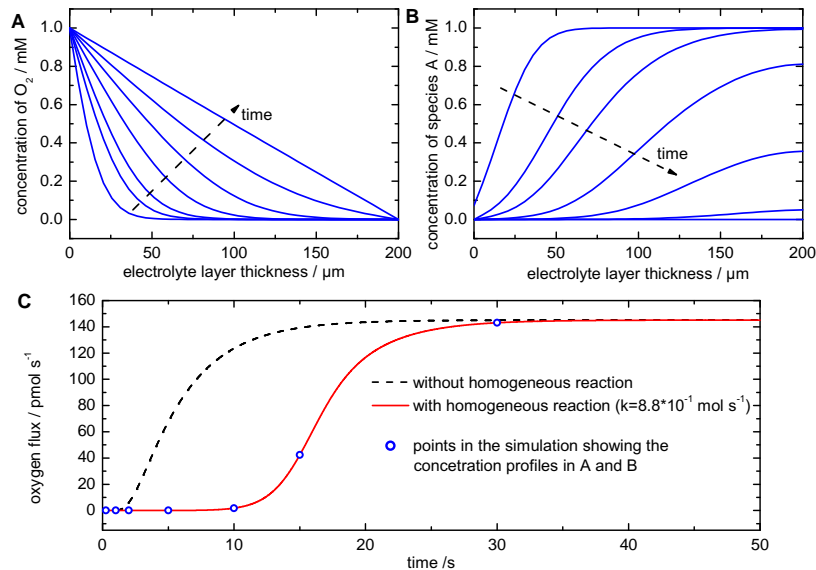 A
concentration of O2 / mM
1.0
0.8
0.6
0.4
0.2
0.0
time
0 50 100 150 200
electrolyte layer thickness / µm
B
concentration of species A / mM
1.0
0.8
0.6
0.4
0.2
0.0
time
0 50 100 150 200
electrolyte layer thickness / µm
C
oxygen flux / pmol s-1
160
140
120
100
80
60
40
20
0
without homogeneous reaction
with homogeneous reaction (k=8.8*10-1 mol s-1)
points in the simulation showing the
concetration profiles in A and B
0 10 20 30 40 50
time /s